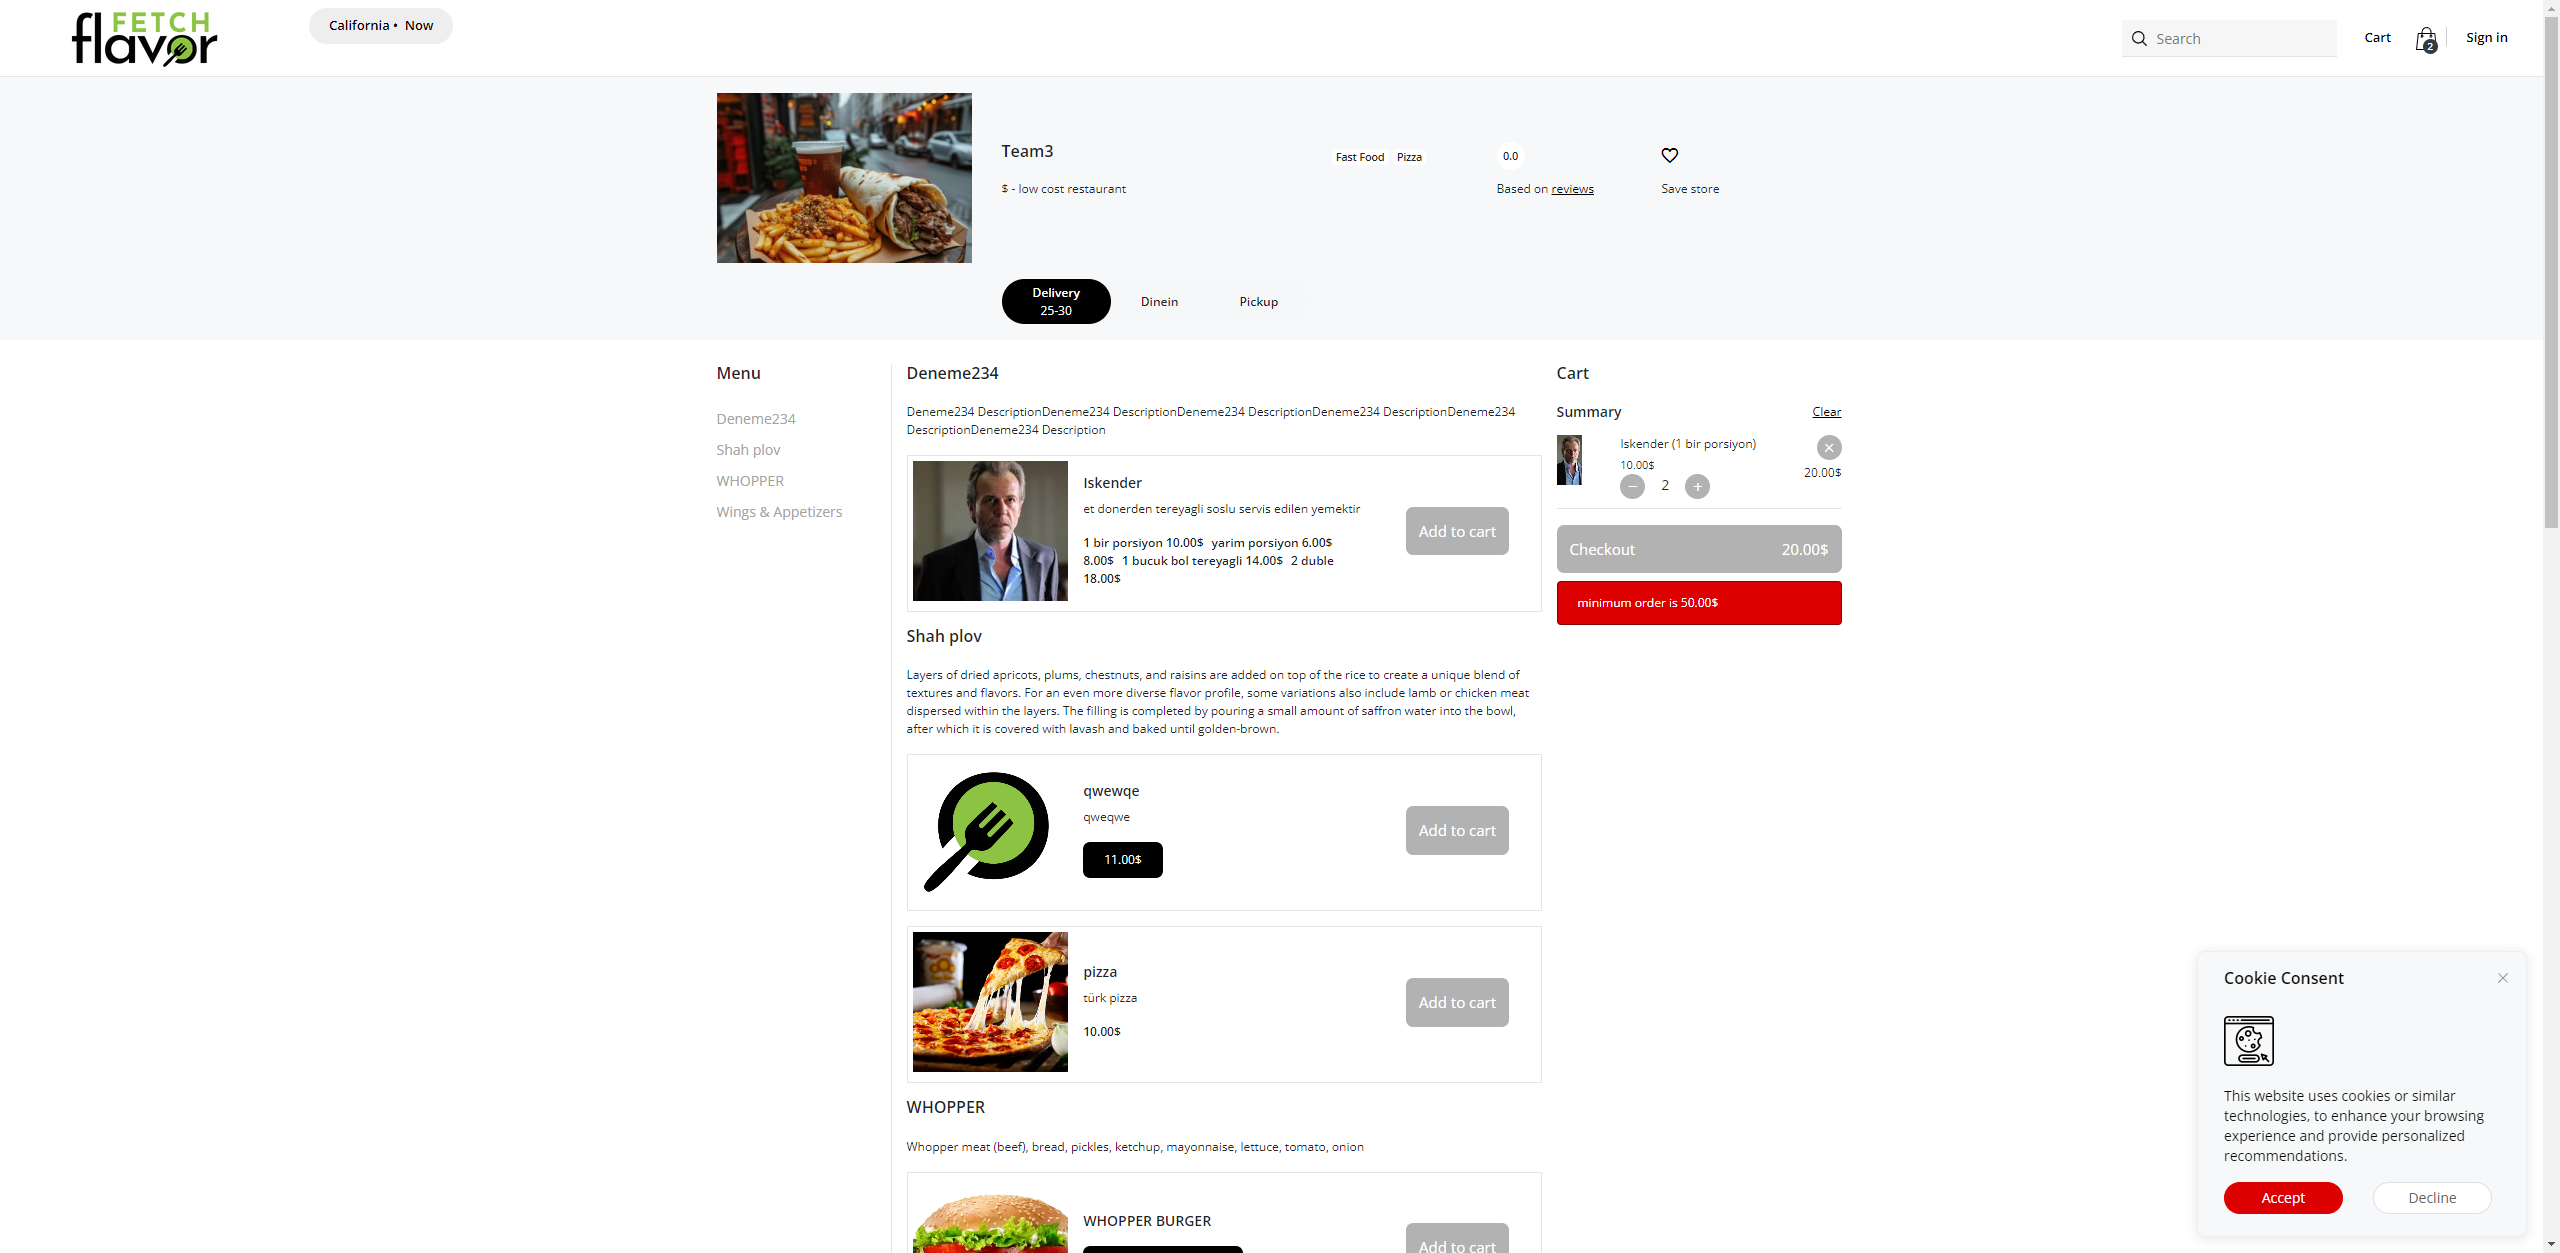 FETCH
flavor
California • Now
Search
Cart
2
Sign in
Team3
$ - low cost restaurant
Fast Food Pizza
0.0
Based on reviews
Save store
Delivery
25-30
Dinein
Pickup
Menu
Deneme234
Shah plov
WHOPPER
Wings & Appetizers
Deneme234
Deneme234 DescriptionDeneme234 DescriptionDeneme234 DescriptionDeneme234 DescriptionDeneme234
DescriptionDeneme234 Description
Iskender
et donerden tereyagli soslu servis edilen yemektir
1 bir porsiyon 10.00$ yarim porsiyon 6.00$
8.00$ 1 bucuk bol tereyagli 14.00$ 2 duble
18.00$
Add to cart
Shah plov
Layers of dried apricots, plums, chestnuts, and raisins are added on top of the rice to create a unique blend of
textures and flavors. For an even more diverse flavor profile, some variations also include lamb or chicken meat
dispersed within the layers. The filling is completed by pouring a small amount of saffron water into the bowl,
after which it is covered with lavash and baked until golden-brown.
qwewqe
qweqwe
11.00$
Add to cart
pizza
türk pizza
10.00$
Add to cart
WHOPPER
Whopper meat (beef), bread, pickles, ketchup, mayonnaise, lettuce, tomato, onion
WHOPPER BURGER
Add to cart
Cart
Summary
Clear
Iskender (1 bir porsiyon)
10.00$
20.00$
2
Checkout 20.00$
minimum order is 50.00$
Cookie Consent
This website uses cookies or similar
technologies, to enhance your browsing
experience and provide personalized
recommendations.
Accept
Decline